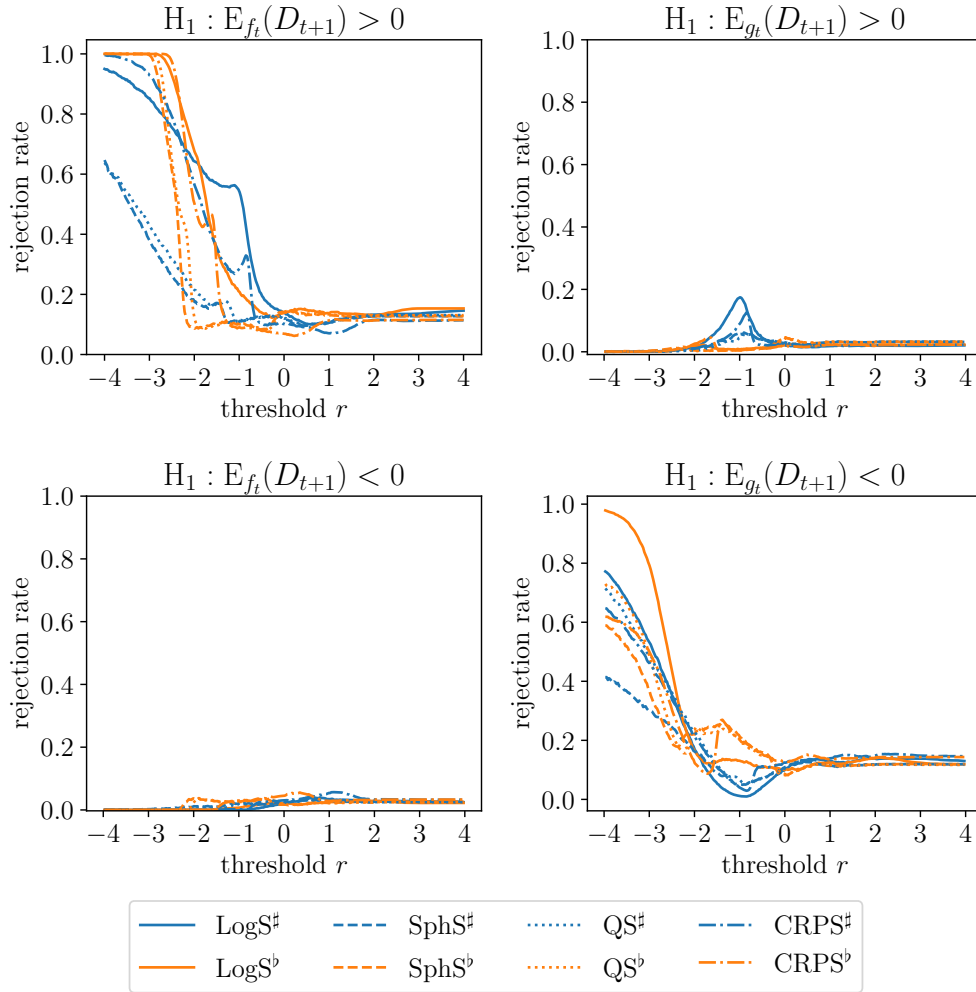 H₁ : E_{f_t}(D_{t+1}) > 0
H₁ : E_{g_t}(D_{t+1}) > 0
rejection rate
1.0
0.8
0.6
0.4
0.2
0.0
−4 −3 −2 −1 0 1 2 3 4
threshold r
rejection rate
1.0
0.8
0.6
0.4
0.2
0.0
−4 −3 −2 −1 0 1 2 3 4
threshold r
H₁ : E_{f_t}(D_{t+1}) < 0
H₁ : E_{g_t}(D_{t+1}) < 0
rejection rate
1.0
0.8
0.6
0.4
0.2
0.0
−4 −3 −2 −1 0 1 2 3 4
threshold r
rejection rate
1.0
0.8
0.6
0.4
0.2
0.0
−4 −3 −2 −1 0 1 2 3 4
threshold r
LogS♯ SphS♯ QS♯ CRPS♯
LogS♭ SphS♭ QS♭ CRPS♭